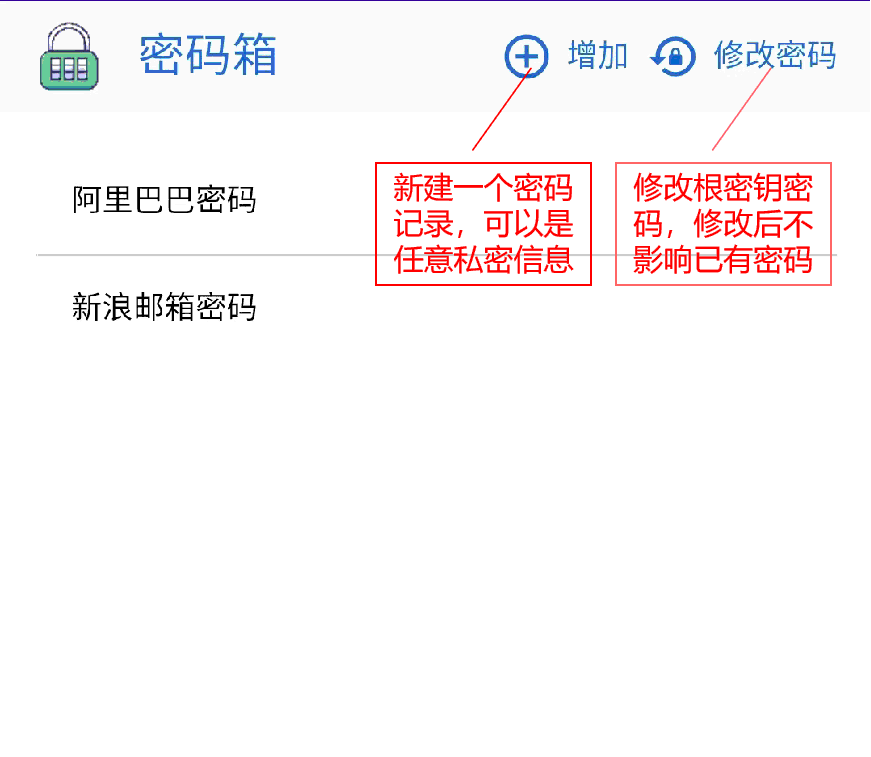 密码箱
增加
修改密码
阿里巴巴密码
新建一个密码
记录，可以是
任意私密信息
修改根密钥密
码，修改后不
影响已有密码
新浪邮箱密码